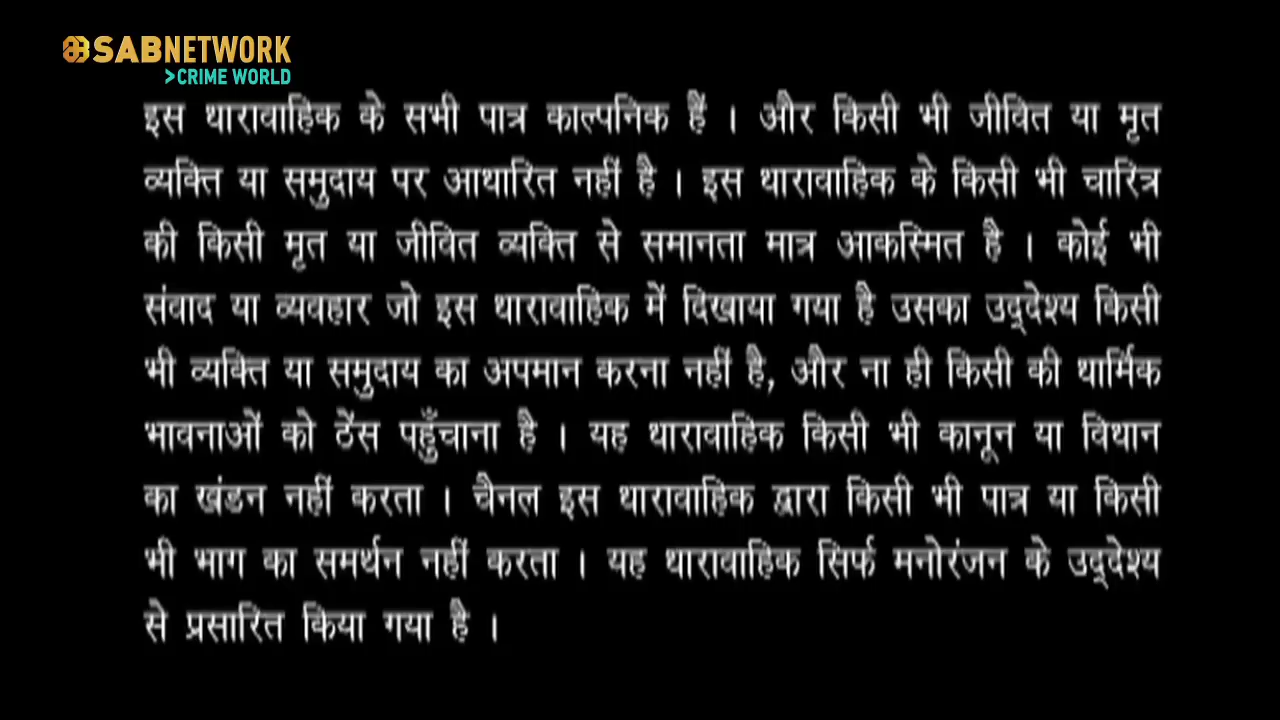 SABNETWORK
>CRIME WORLD
इस धारावाहिक के सभी पात्र काल्पनिक हैं । और किसी भी जीवित या मृत
व्यक्ति या समुदाय पर आधारित नहीं है । इस धारावाहिक के किसी भी चारित्र
की किसी मृत या जीवित व्यक्ति से समानता मात्र आकस्मित है । कोई भी
संवाद या व्यवहार जो इस धारावाहिक में दिखाया गया है उसका उद्देश्य किसी
भी व्यक्ति या समुदाय का अपमान करना नहीं है, और ना ही किसी की धार्मिक
भावनाओं को ठेंस पहुँचाना है । यह धारावाहिक किसी भी कानून या विधान
का खंडन नहीं करता । चैनल इस धारावाहिक द्वारा किसी भी पात्र या किसी
भी भाग का समर्थन नहीं करता । यह धारावाहिक सिर्फ मनोरंजन के उद्देश्य
से प्रसारित किया गया है ।